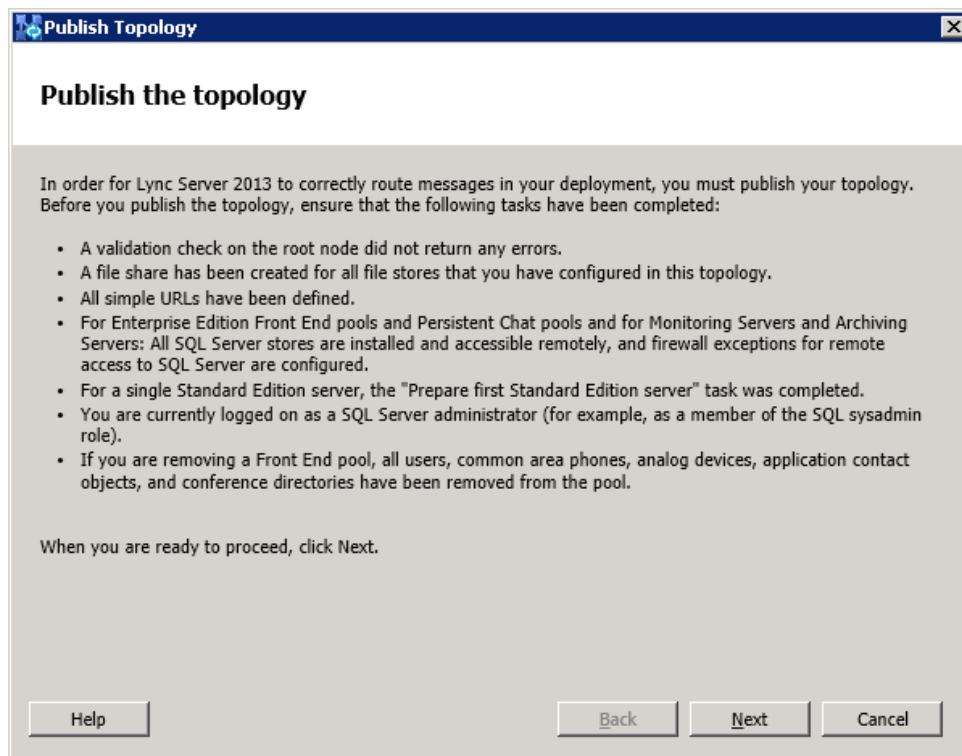 Publish Topology
Publish the topology
In order for Lync Server 2013 to correctly route messages in your deployment, you must publish your topology.
Before you publish the topology, ensure that the following tasks have been completed:
• A validation check on the root node did not return any errors.
• A file share has been created for all file stores that you have configured in this topology.
• All simple URLs have been defined.
• For Enterprise Edition Front End pools and Persistent Chat pools and for Monitoring Servers and Archiving
Servers: All SQL Server stores are installed and accessible remotely, and firewall exceptions for remote
access to SQL Server are configured.
• For a single Standard Edition server, the "Prepare first Standard Edition server" task was completed.
• You are currently logged on as a SQL Server administrator (for example, as a member of the SQL sysadmin
role).
• If you are removing a Front End pool, all users, common area phones, analog devices, application contact
objects, and conference directories have been removed from the pool.
When you are ready to proceed, click Next.
Help Back Next Cancel